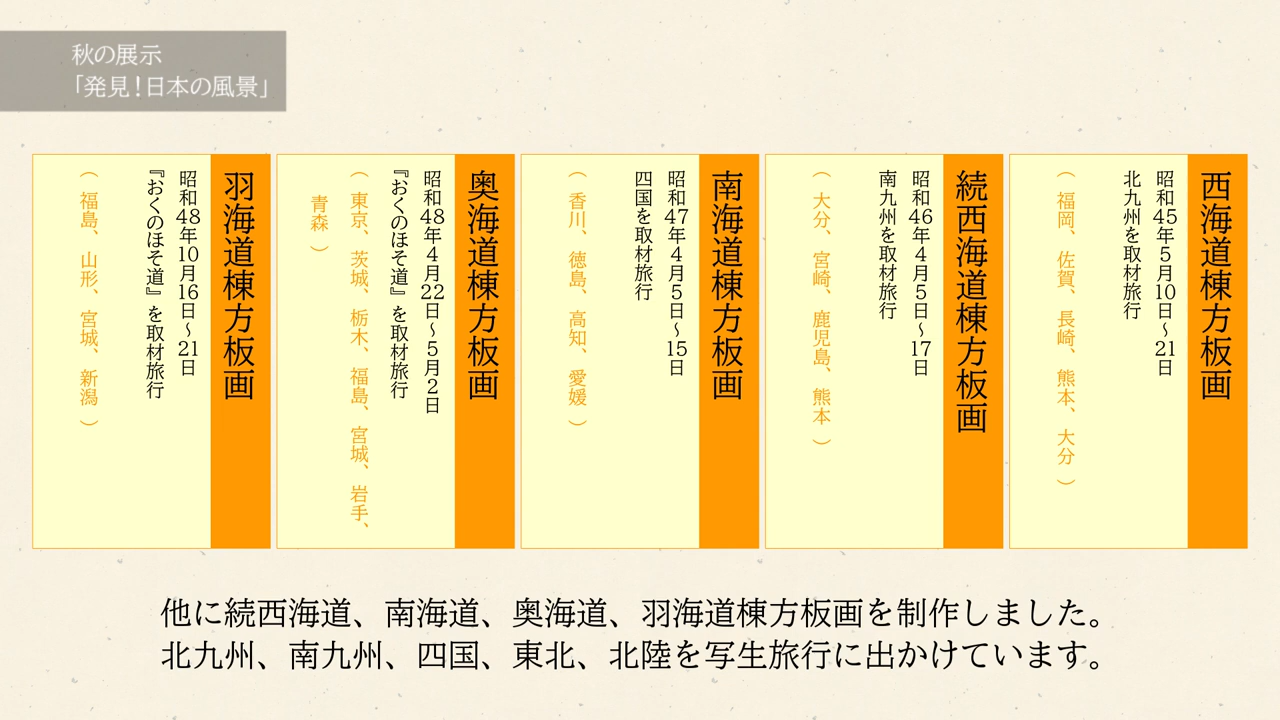 秋の展示
「発見！日本の風景」
西海道棟方板画
昭和45年5月10日～21日
北九州を取材旅行
（福岡、佐賀、長崎、熊本、大分）
続西海道棟方板画
昭和46年4月5日～17日
南九州を取材旅行
（大分、宮崎、鹿児島、熊本）
南海道棟方板画
昭和47年4月5日～15日
四国を取材旅行
（香川、徳島、高知、愛媛）
奥海道棟方板画
昭和48年4月22日～5月2日
『おくのほそ道』を取材旅行
（東京、茨城、栃木、福島、宮城、岩手、
青森）
羽海道棟方板画
昭和48年10月16日～21日
『おくのほそ道』を取材旅行
（福島、山形、宮城、新潟）
他に続西海道、南海道、奥海道、羽海道棟方板画を制作しました。
北九州、南九州、四国、東北、北陸を写生旅行に出かけています。